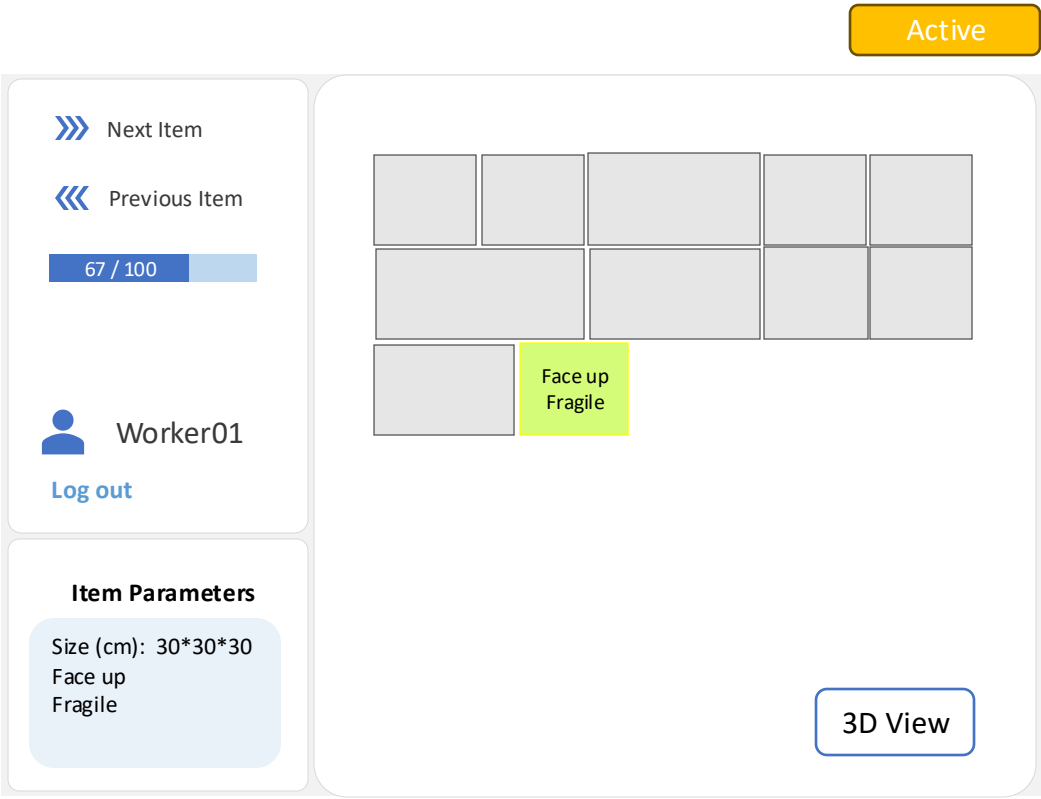 Active
Next Item
Previous Item
67 / 100
Worker01
Log out
Item Parameters
Size (cm): 30*30*30
Face up
Fragile
Face up
Fragile
3D View